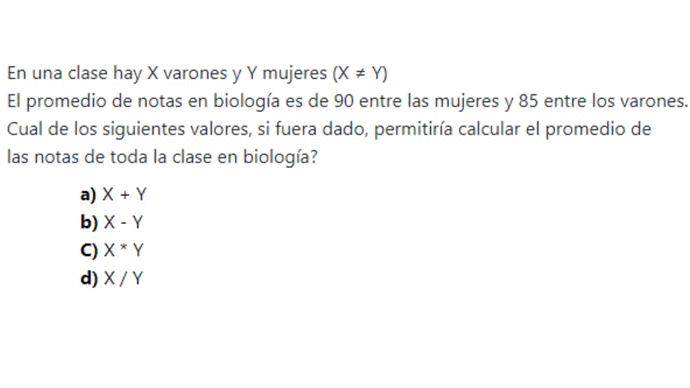 En una clase hay X varones y Y mujeres (X ≠ Y)
El promedio de notas en biología es de 90 entre las mujeres y 85 entre los varones.
Cual de los siguientes valores, si fuera dado, permitiría calcular el promedio de
las notas de toda la clase en biología?
a) X + Y
b) X - Y
C) X * Y
d) X / Y